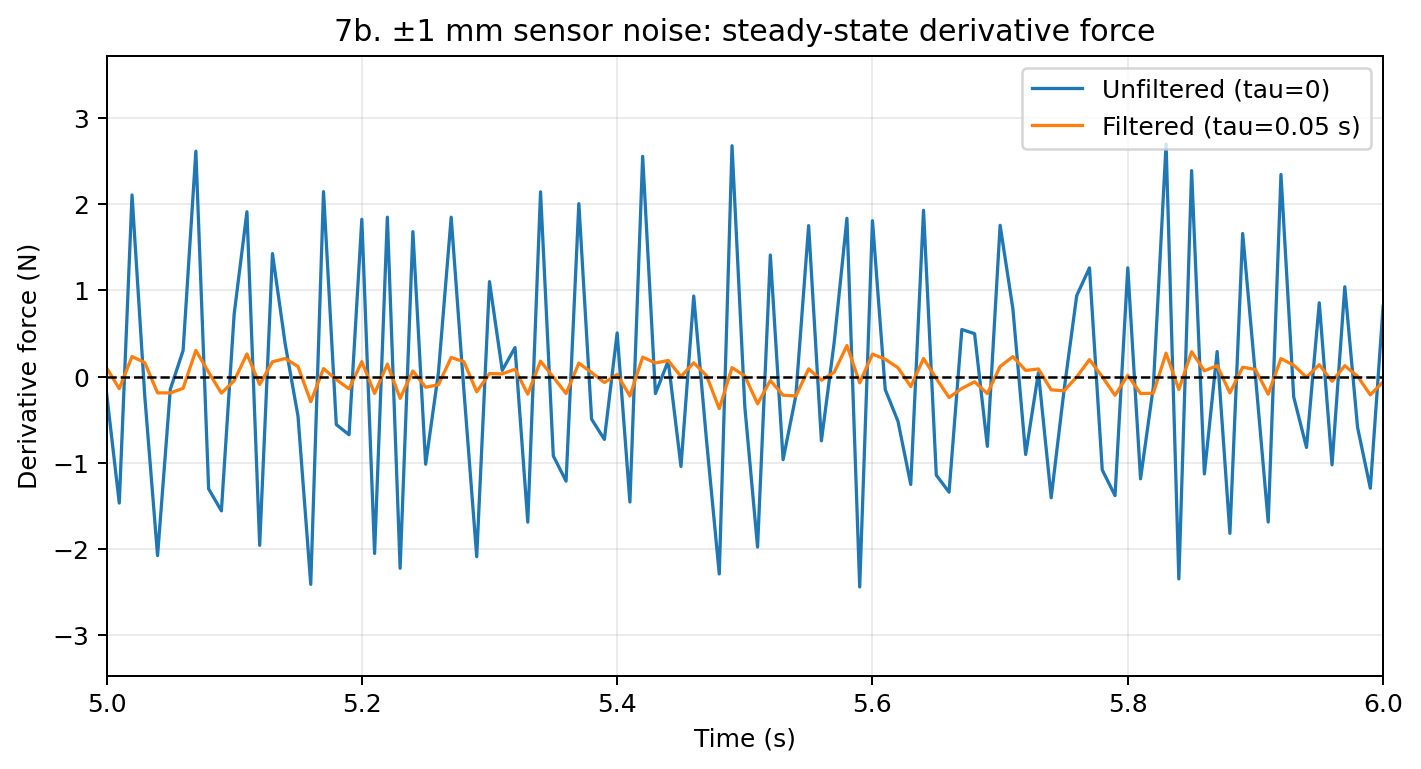 7b. ±1 mm sensor noise: steady-state derivative force
Unfiltered (tau=0)
Filtered (tau=0.05 s)
Derivative force (N)
3
2
1
0
−1
−2
−3
5.0 5.2 5.4 5.6 5.8 6.0
Time (s)